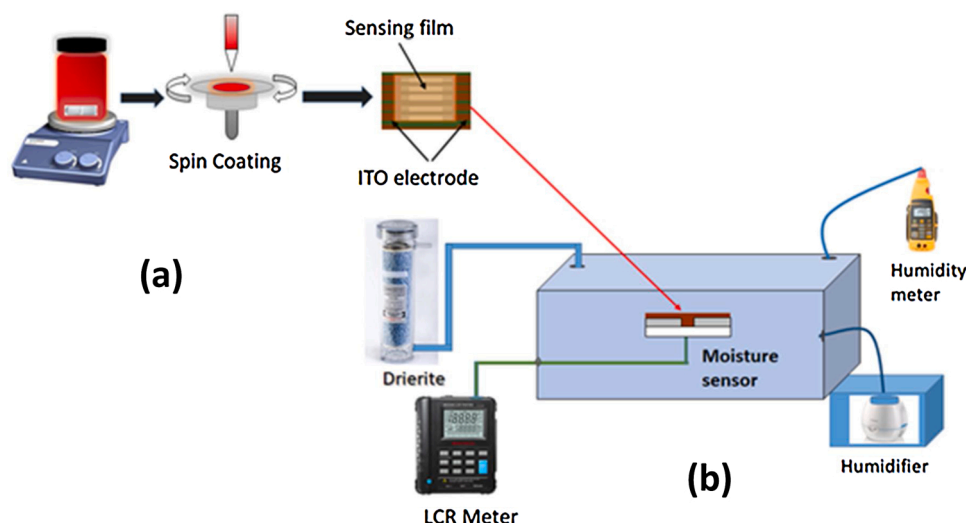 Sensing film
Spin Coating
ITO electrode
(a)
Humidity
meter
Drierite
Moisture
sensor
Humidifier
(b)
LCR Meter